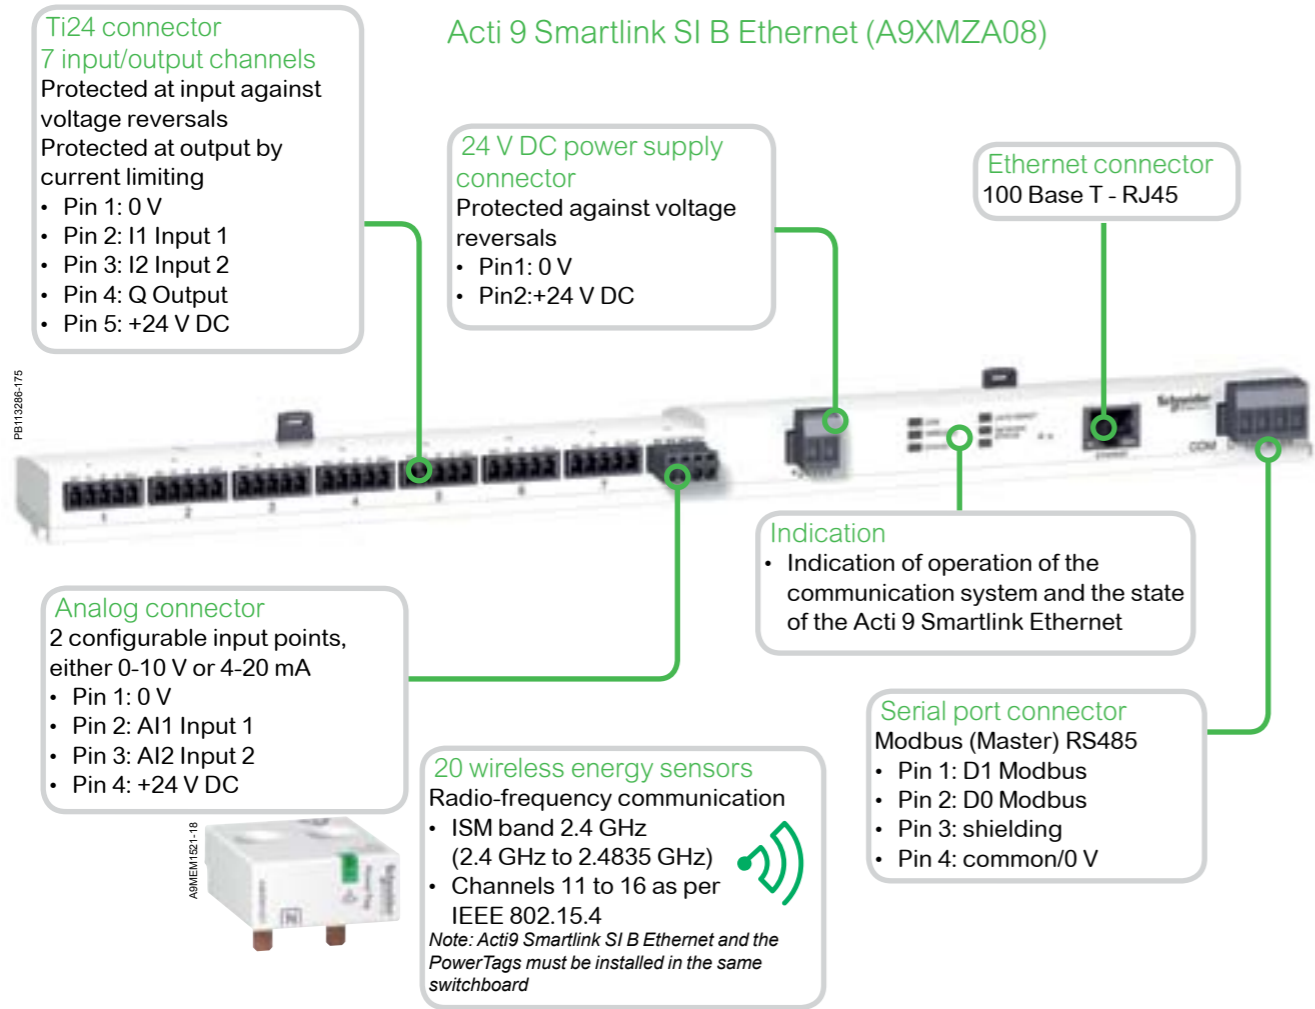 Acti 9 Smartlink SI B Ethernet (A9XMZA08)
Ti24 connector
7 input/output channels
Protected at input against
voltage reversals
Protected at output by
current limiting
• Pin 1: 0 V
• Pin 2: I1 Input 1
• Pin 3: I2 Input 2
• Pin 4: Q Output
• Pin 5: +24 V DC
24 V DC power supply
connector
Protected against voltage
reversals
• Pin1: 0 V
• Pin2:+24 V DC
Ethernet connector
100 Base T - RJ45
PB113286-175
Schneider
COM
1 2 3 4 5 6 7
Indication
• Indication of operation of the
communication system and the state
of the Acti 9 Smartlink Ethernet
Analog connector
2 configurable input points,
either 0-10 V or 4-20 mA
• Pin 1: 0 V
• Pin 2: AI1 Input 1
• Pin 3: AI2 Input 2
• Pin 4: +24 V DC
Serial port connector
Modbus (Master) RS485
• Pin 1: D1 Modbus
• Pin 2: D0 Modbus
• Pin 3: shielding
• Pin 4: common/0 V
20 wireless energy sensors
Radio-frequency communication
• ISM band 2.4 GHz
(2.4 GHz to 2.4835 GHz)
• Channels 11 to 16 as per
IEEE 802.15.4
Note: Acti9 Smartlink SI B Ethernet and the
PowerTags must be installed in the same
switchboard
A9MEM1521-18
N